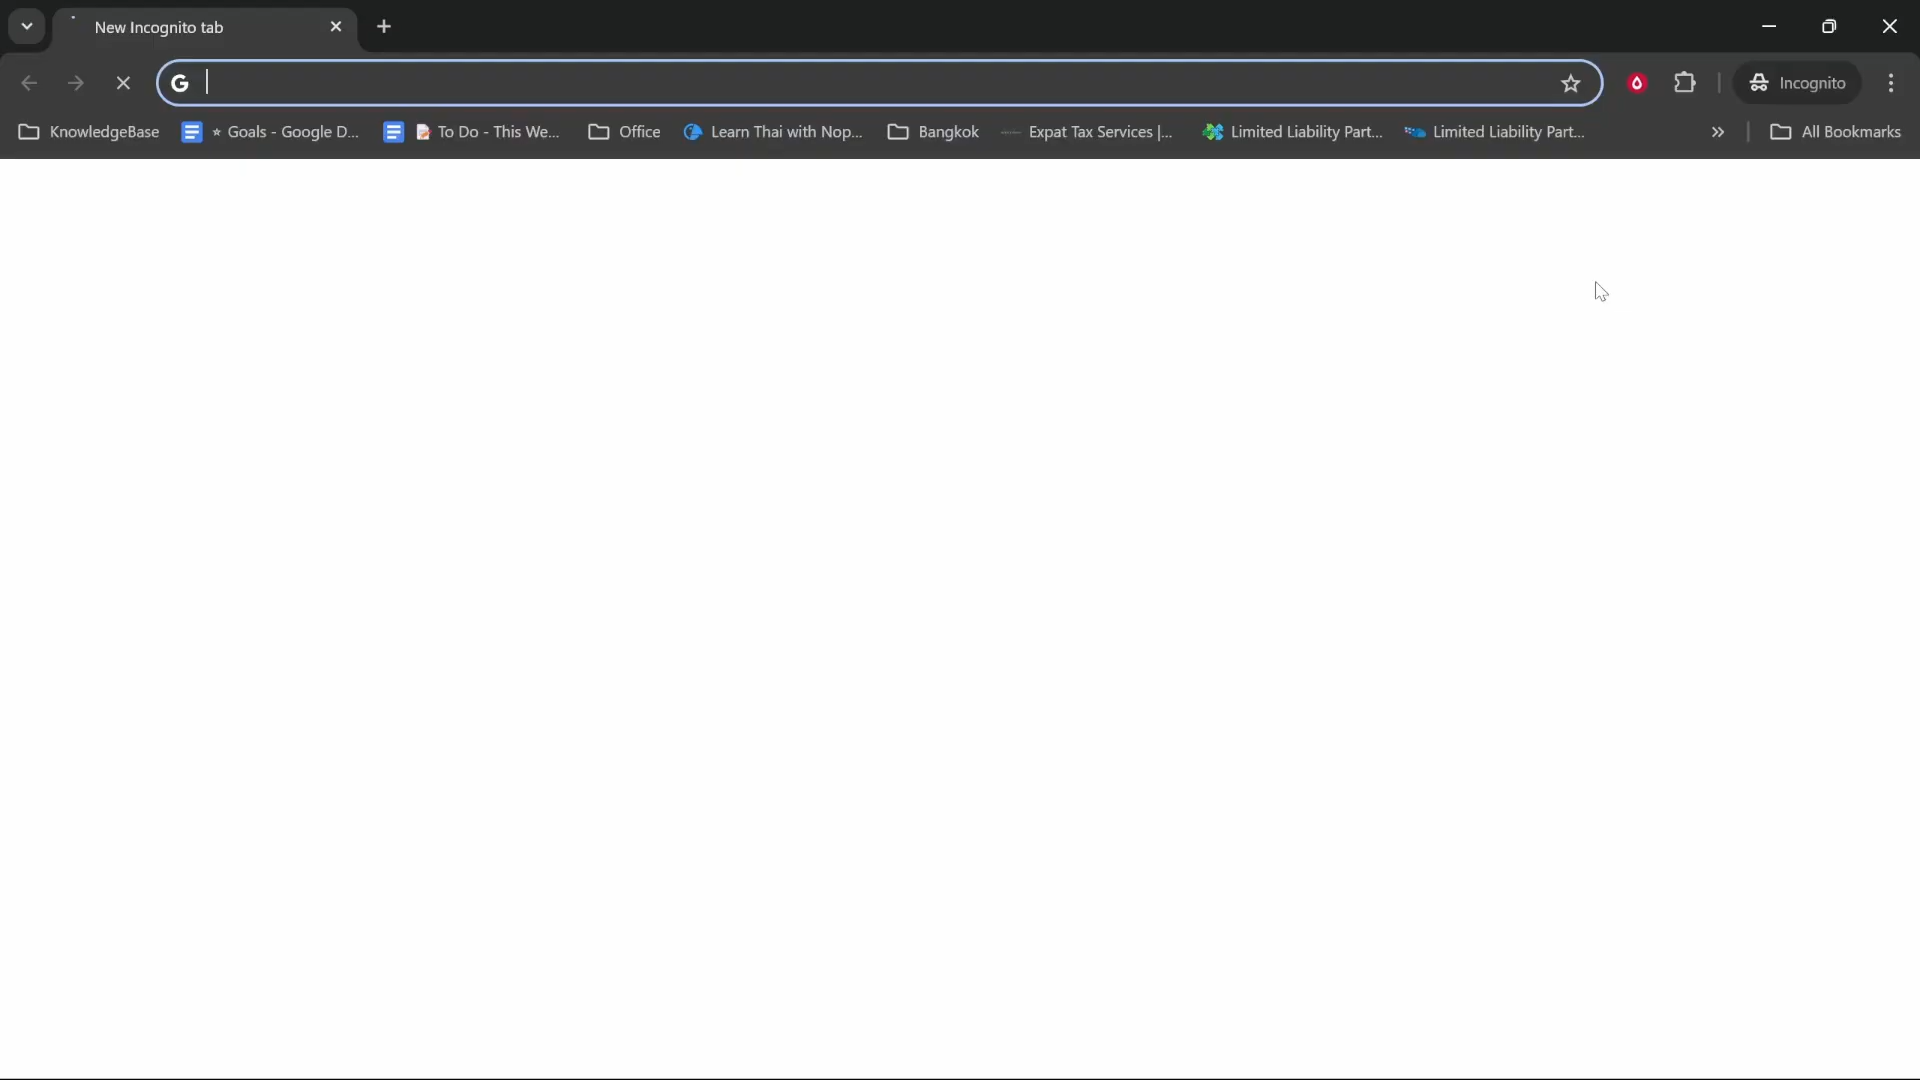 New Incognito tab
Incognito
KnowledgeBase
⭐ Goals - Google D...
To Do - This We...
Office
Learn Thai with Nop...
Bangkok
Expat Tax Services |...
Limited Liability Part...
Limited Liability Part...
All Bookmarks